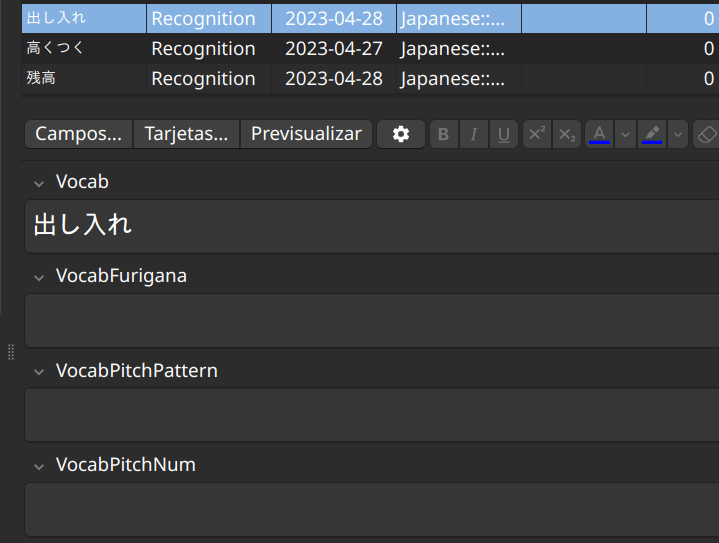 出し入れ Recognition 2023-04-28 Japanese::... 0
高くつく Recognition 2023-04-27 Japanese::... 0
残高 Recognition 2023-04-28 Japanese::... 0
Campos... Tarjetas... Previsualizar B I U x² x₂ A
Vocab
出し入れ
VocabFurigana
VocabPitchPattern
VocabPitchNum